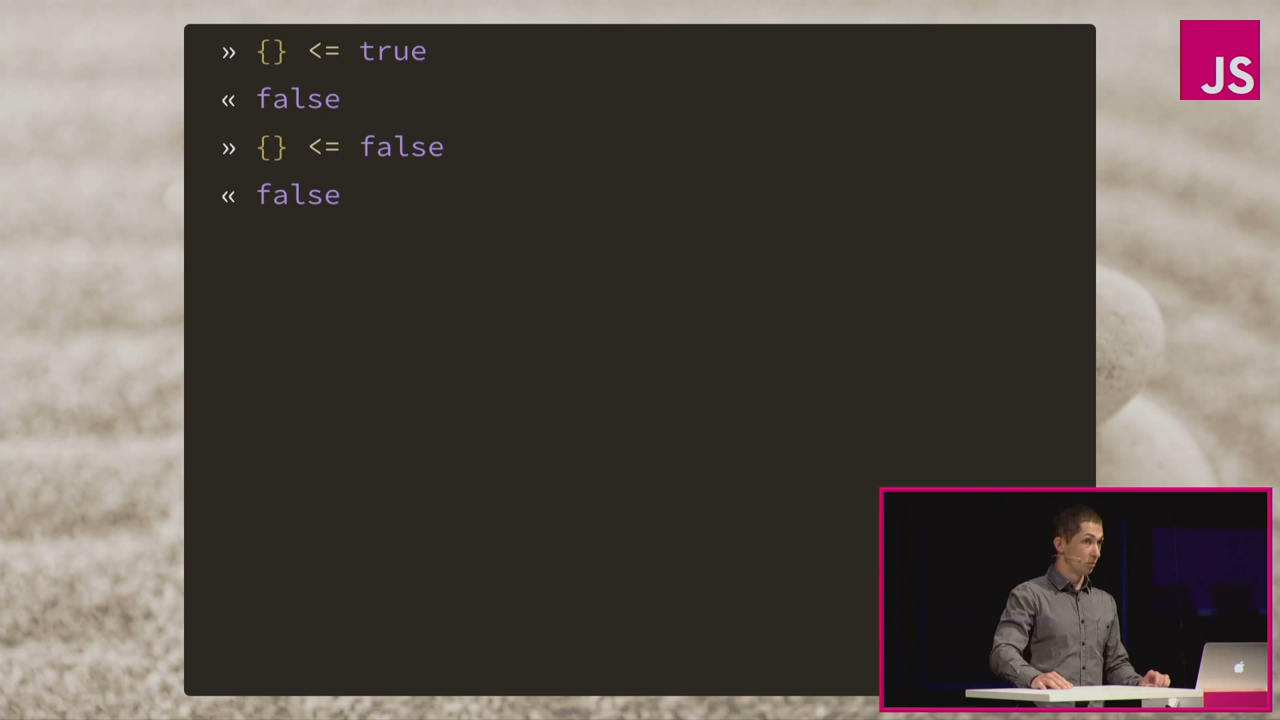 » {} <= true
« false
» {} <= false
« false
JS